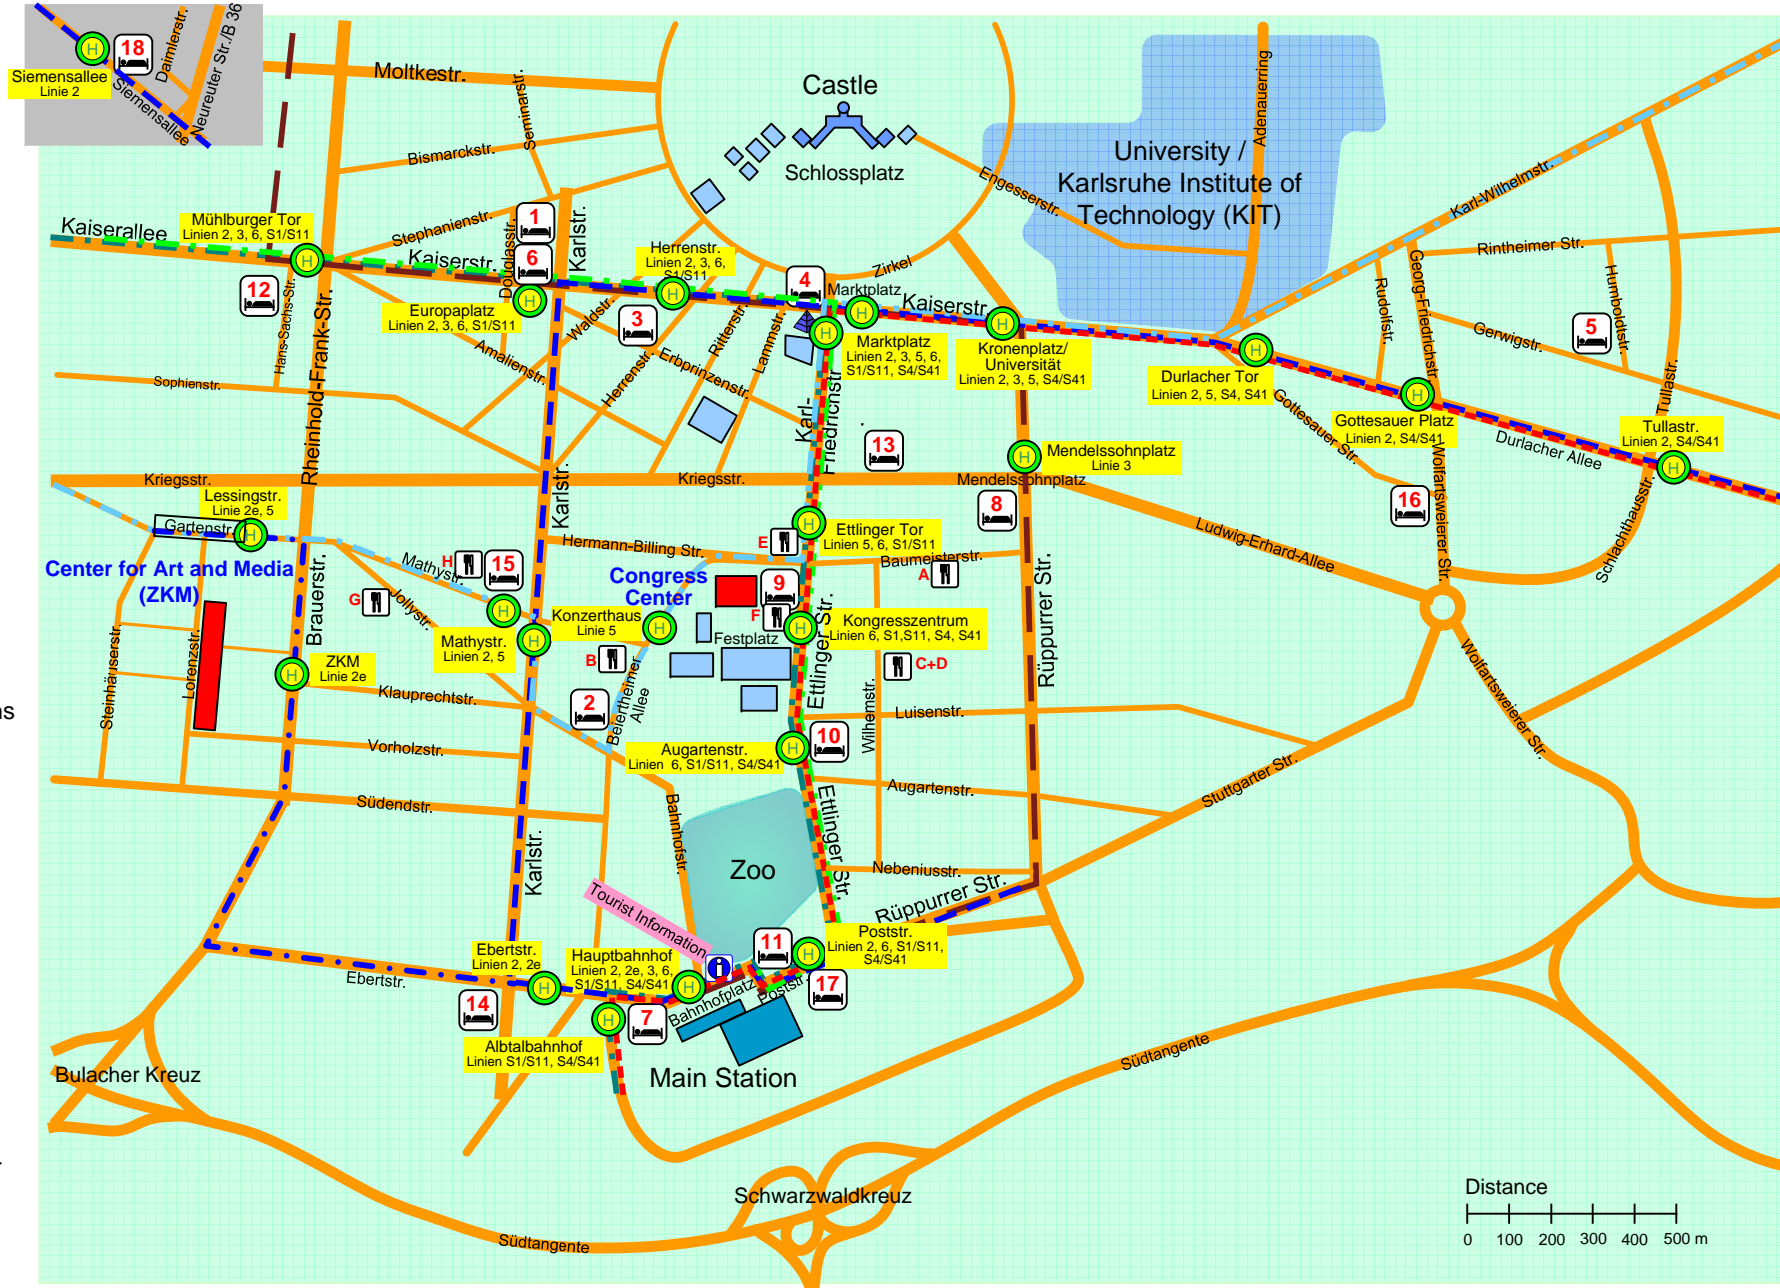 18
Daimlerstr.
Neureuter Str./B 36
Siemensallee
Linie 2
Siemensallee
Moltkestr.
Seminarstr.
Bismarckstr.
Castle
Schlossplatz
Engesserstr.
Adenauerring
University /
Karlsruhe Institute of
Technology (KIT)
Karl-Wilhelmstr.
Rintheimer Str.
Kaiserallee
Mühlburger Tor
Linien 2, 3, 6, S1/S11
Stephanienstr.
Douglasstr.
1
6
Karlstr.
Kaiserstr.
Herrenstr.
Linien 2, 3, 6,
S1/S11
Zirkel
4
Marktplatz
Kaiserstr.
12
Hans-Sachs-Str.
Rheinhold-Frank-Str.
Europaplatz
Linien 2, 3, 6, S1/S11
Waldstr.
3
Ritterstr.
Lammstr.
Amalienstr.
Herrenstr.
Erbprinzenstr.
Marktplatz
Linien 2, 3, 5, 6,
S1/S11, S4/S41
Kronenplatz/
Universität
Linien 2, 3, 5, S4/S41
Durlacher Tor
Linien 2, 5, S4, S41
Rudolfstr.
Georg-Friedrichstr.
Humboldtstr.
Gerwigstr.
5
Tullastr.
Gottesauer Str.
Gottesauer Platz
Linien 2, S4/S41
Durlacher Allee
Tullastr.
Linien 2, S4/S41
Sophienstr.
Karl-
Friedrichstr
13
Mendelssohnplatz
Linie 3
Kriegsstr.
Kriegsstr.
Mendelssohnplatz
Karlstr.
8
16
Wolfartsweierer Str.
Schlachthausstr.
Ludwig-Erhard-Allee
Lessingstr.
Linie 2e, 5
Gartenstr.
Center for Art and Media
(ZKM)
Mathystr.
H
15
G
Jollystr.
Hermann-Billing Str.
E
Ettlinger Tor
Linien 5, 6, S1/S11
Baumeisterstr.
A
Congress
Center
9
F
Konzerthaus
Linie 5
Festplatz
Kongresszentrum
Linien 6, S1,S11, S4, S41
Mathystr.
Linien 2, 5
B
C+D
Ettlinger Str.
Rüppurrer Str.
Brauerstr.
Steinhäuserstr.
Lorenzstr.
ZKM
Linie 2e
Klauprechtstr.
2
Beiertheimer
Allee
Wilhemstr.
Luisenstr.
Wolfartsweierer Str.
Vorholzstr.
Augartenstr.
Linien 6, S1/S11, S4/S41
10
Augartenstr.
Stuttgarter Str.
Südendstr.
Karlstr.
Bahnhofstr.
Zoo
Ettlinger Str.
Nebeniusstr.
Rüppurrer Str.
Tourist Information
i
11
Poststr.
Linien 2, 6, S1/S11,
S4/S41
Ebertstr.
Ebertstr.
Linien 2, 2e
Hauptbahnhof
Linien 2, 2e, 3, 6,
S1/S11, S4/S41
Bahnhofplatz
Poststr.
17
14
7
Albtalbahnhof
Linien S1/S11, S4/S41
Main Station
Bulacher Kreuz
Südtangente
Schwarzwaldkreuz
Südtangente
Distance
0 100 200 300 400 500 m